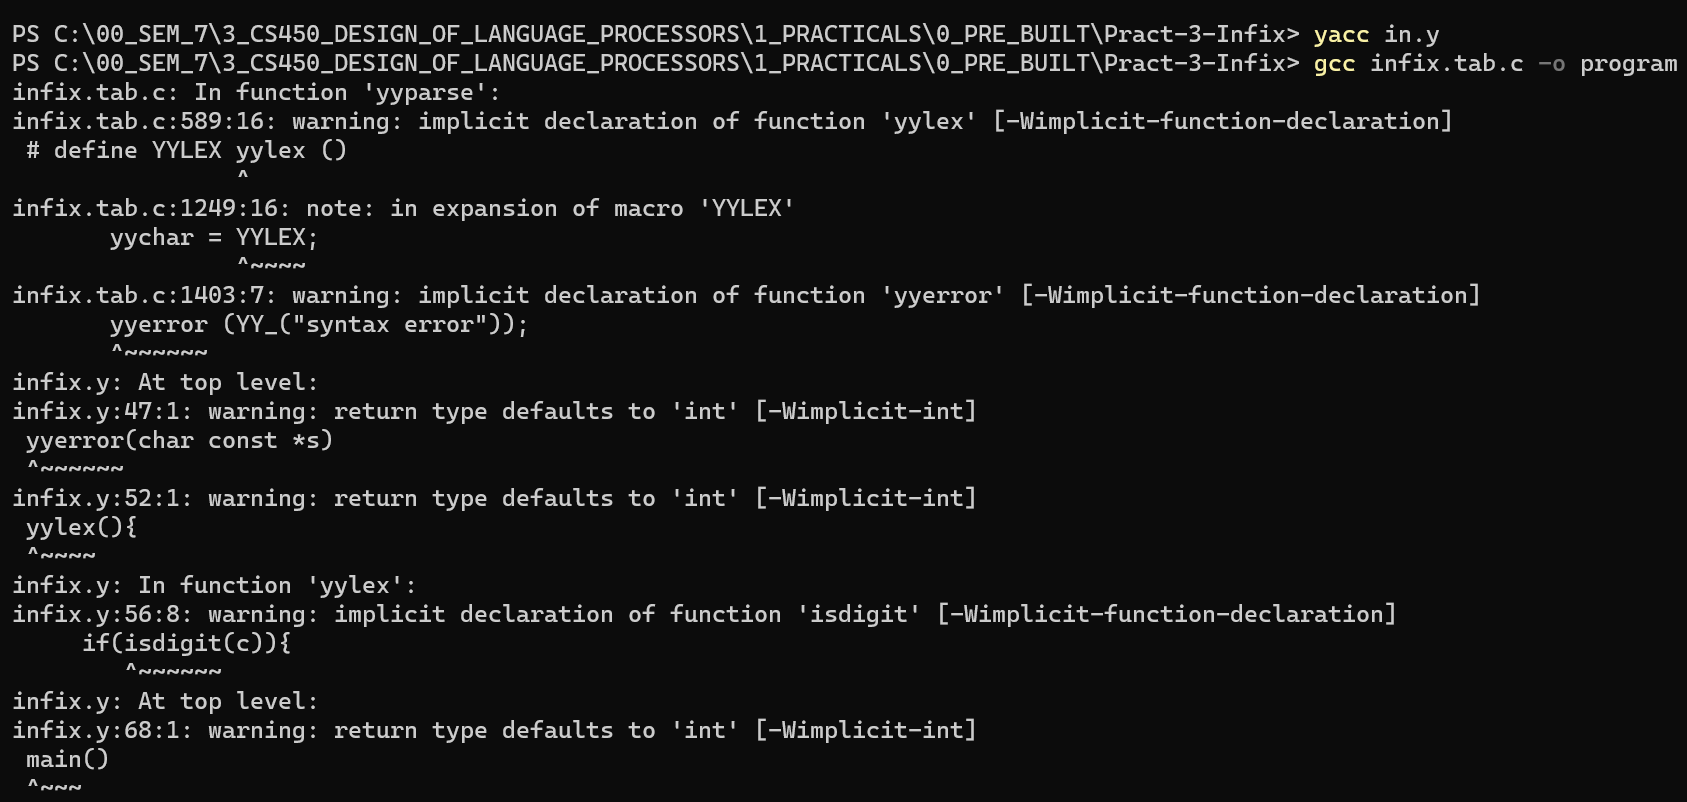 PS C:\00_SEM_7\3_CS450_DESIGN_OF_LANGUAGE_PROCESSORS\1_PRACTICALS\0_PRE_BUILT\Pract-3-Infix> yacc in.y
PS C:\00_SEM_7\3_CS450_DESIGN_OF_LANGUAGE_PROCESSORS\1_PRACTICALS\0_PRE_BUILT\Pract-3-Infix> gcc infix.tab.c -o program
infix.tab.c: In function 'yyparse':
infix.tab.c:589:16: warning: implicit declaration of function 'yylex' [-Wimplicit-function-declaration]
 # define YYLEX yylex ()
                ^
infix.tab.c:1249:16: note: in expansion of macro 'YYLEX'
       yychar = YYLEX;
                ^~~~~
infix.tab.c:1403:7: warning: implicit declaration of function 'yyerror' [-Wimplicit-function-declaration]
       yyerror (YY_("syntax error"));
       ^~~~~~~
infix.y: At top level:
infix.y:47:1: warning: return type defaults to 'int' [-Wimplicit-int]
 yyerror(char const *s)
 ^~~~~~~
infix.y:52:1: warning: return type defaults to 'int' [-Wimplicit-int]
 yylex(){
 ^~~~~
infix.y: In function 'yylex':
infix.y:56:8: warning: implicit declaration of function 'isdigit' [-Wimplicit-function-declaration]
     if(isdigit(c)){
        ^~~~~~~
infix.y: At top level:
infix.y:68:1: warning: return type defaults to 'int' [-Wimplicit-int]
 main()
 ^~~~